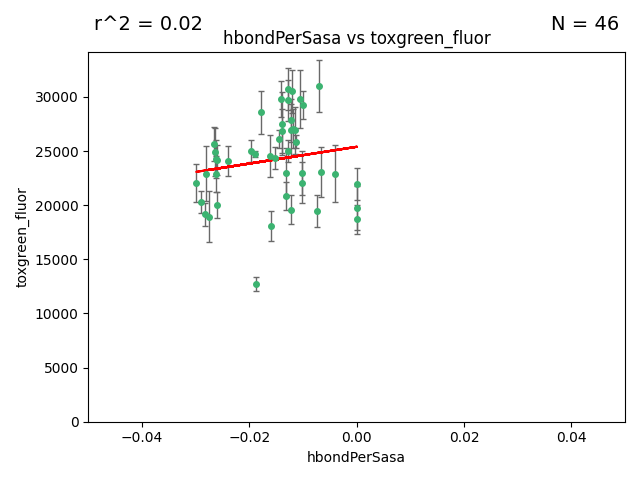 r^2 = 0.02
N = 46
hbondPerSasa vs toxgreen_fluor
toxgreen_fluor
30000
25000
20000
15000
10000
5000
0
−0.04
−0.02
0.00
0.02
0.04
hbondPerSasa